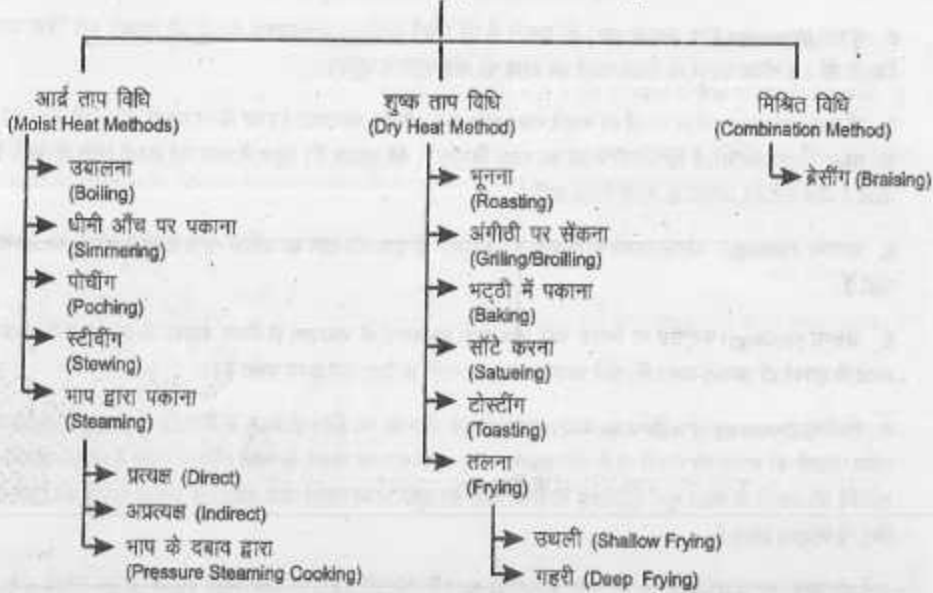 आर्द्र ताप विधि
(Moist Heat Methods)
उबालना
(Boiling)
धीमी आँच पर पकाना
(Simmering)
पोचींग
(Poching)
स्टीवींग
(Stewing)
भाप द्वारा पकाना
(Steaming)
प्रत्यक्ष (Direct)
अप्रत्यक्ष (Indirect)
भाप के दबाव द्वारा
(Pressure Steaming Cooking)
शुष्क ताप विधि
(Dry Heat Method)
भूनना
(Roasting)
अंगीठी पर सेंकना
(Griling/Broilling)
भट्ठी में पकाना
(Baking)
सॉटे करना
(Satueing)
टोस्टींग
(Toasting)
तलना
(Frying)
उथली (Shallow Frying)
गहरी (Deep Frying)
मिश्रित विधि
(Combination Method)
ब्रेसींग (Braising)